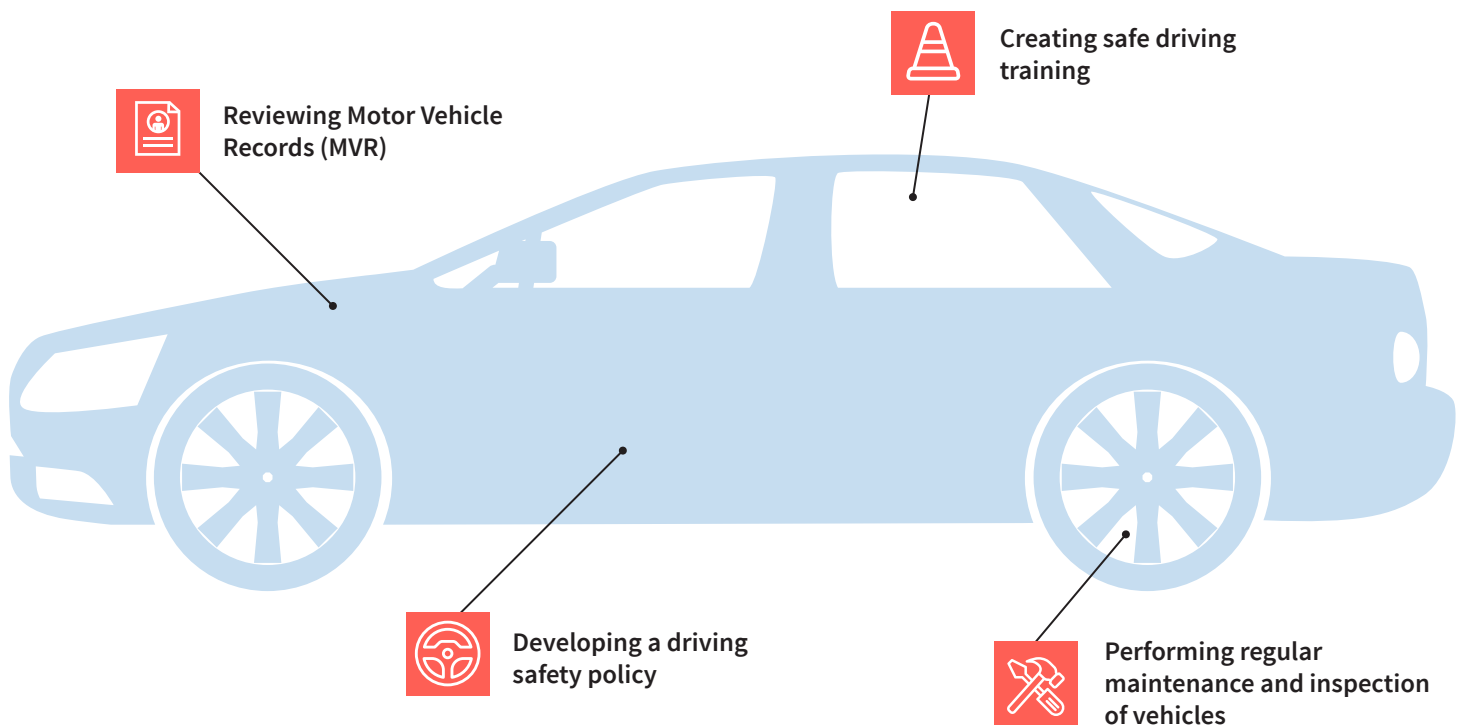 Creating safe driving
training
Reviewing Motor Vehicle
Records (MVR)
Developing a driving
safety policy
Performing regular
maintenance and inspection
of vehicles